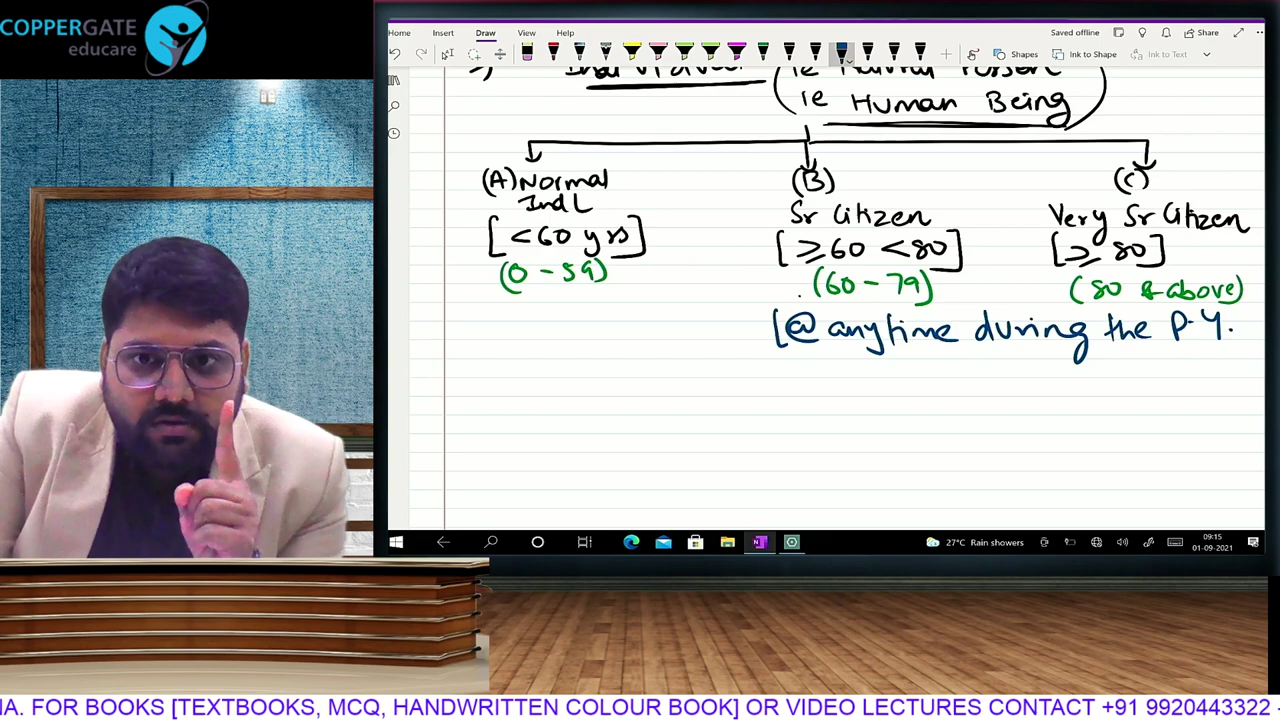 COPPERGATE
educare
Home Insert Draw View Help
Saved offline
Share
Shapes
Ink to Shape
Ink to Text
ie Human Being
(A) Normal
Indl
[<60 yrs]
(0 - 59)
(B)
Sr Citizen
[≥60 <80]
(60 - 79)
(C)
Very Sr Citizen
[≥ 80]
(80 & above)
[@ anytime during the P.Y.
27°C Rain showers
09:15
01-09-2021
NA. FOR BOOKS [TEXTBOOKS, MCQ, HANDWRITTEN COLOUR BOOK] OR VIDEO LECTURES CONTACT +91 9920443322 -